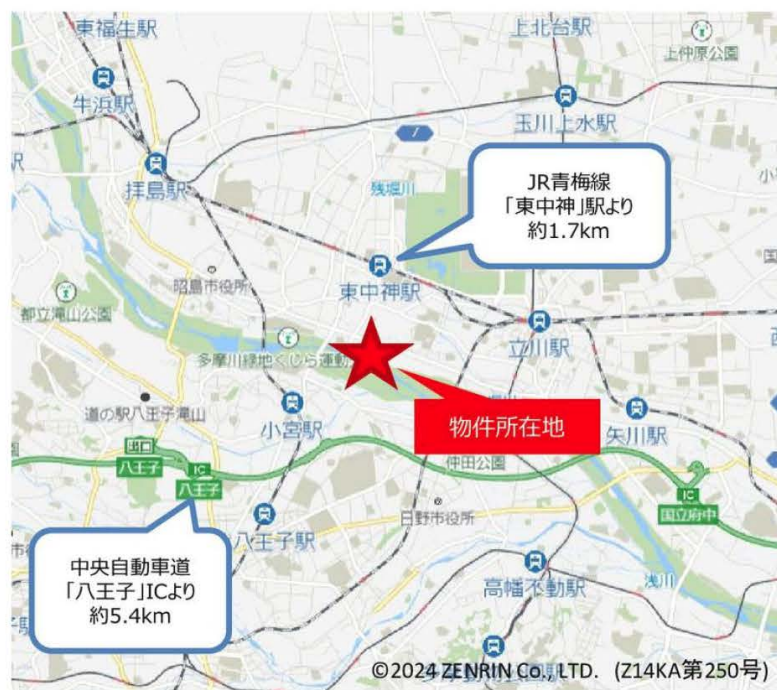 東福生駅
上北台駅
上仲原公園
牛浜駅
玉川上水駅
7
拝島駅
残堀川
JR青梅線
「東中神」駅より
約1.7km
東中神駅
昭島市役所
都立滝山公園
立川駅
多摩川緑地くじら運動
道の駅八王子滝山
小宮駅
物件所在地
矢川駅
出口
八王子
IC
八王子
仲田公園
IC
国立府中
日野市役所
八王子駅
中央自動車道
「八王子」ICより
約5.4km
高幡不動駅
浅川
©2024 ZENRIN Co., LTD. (Z14KA第250号)